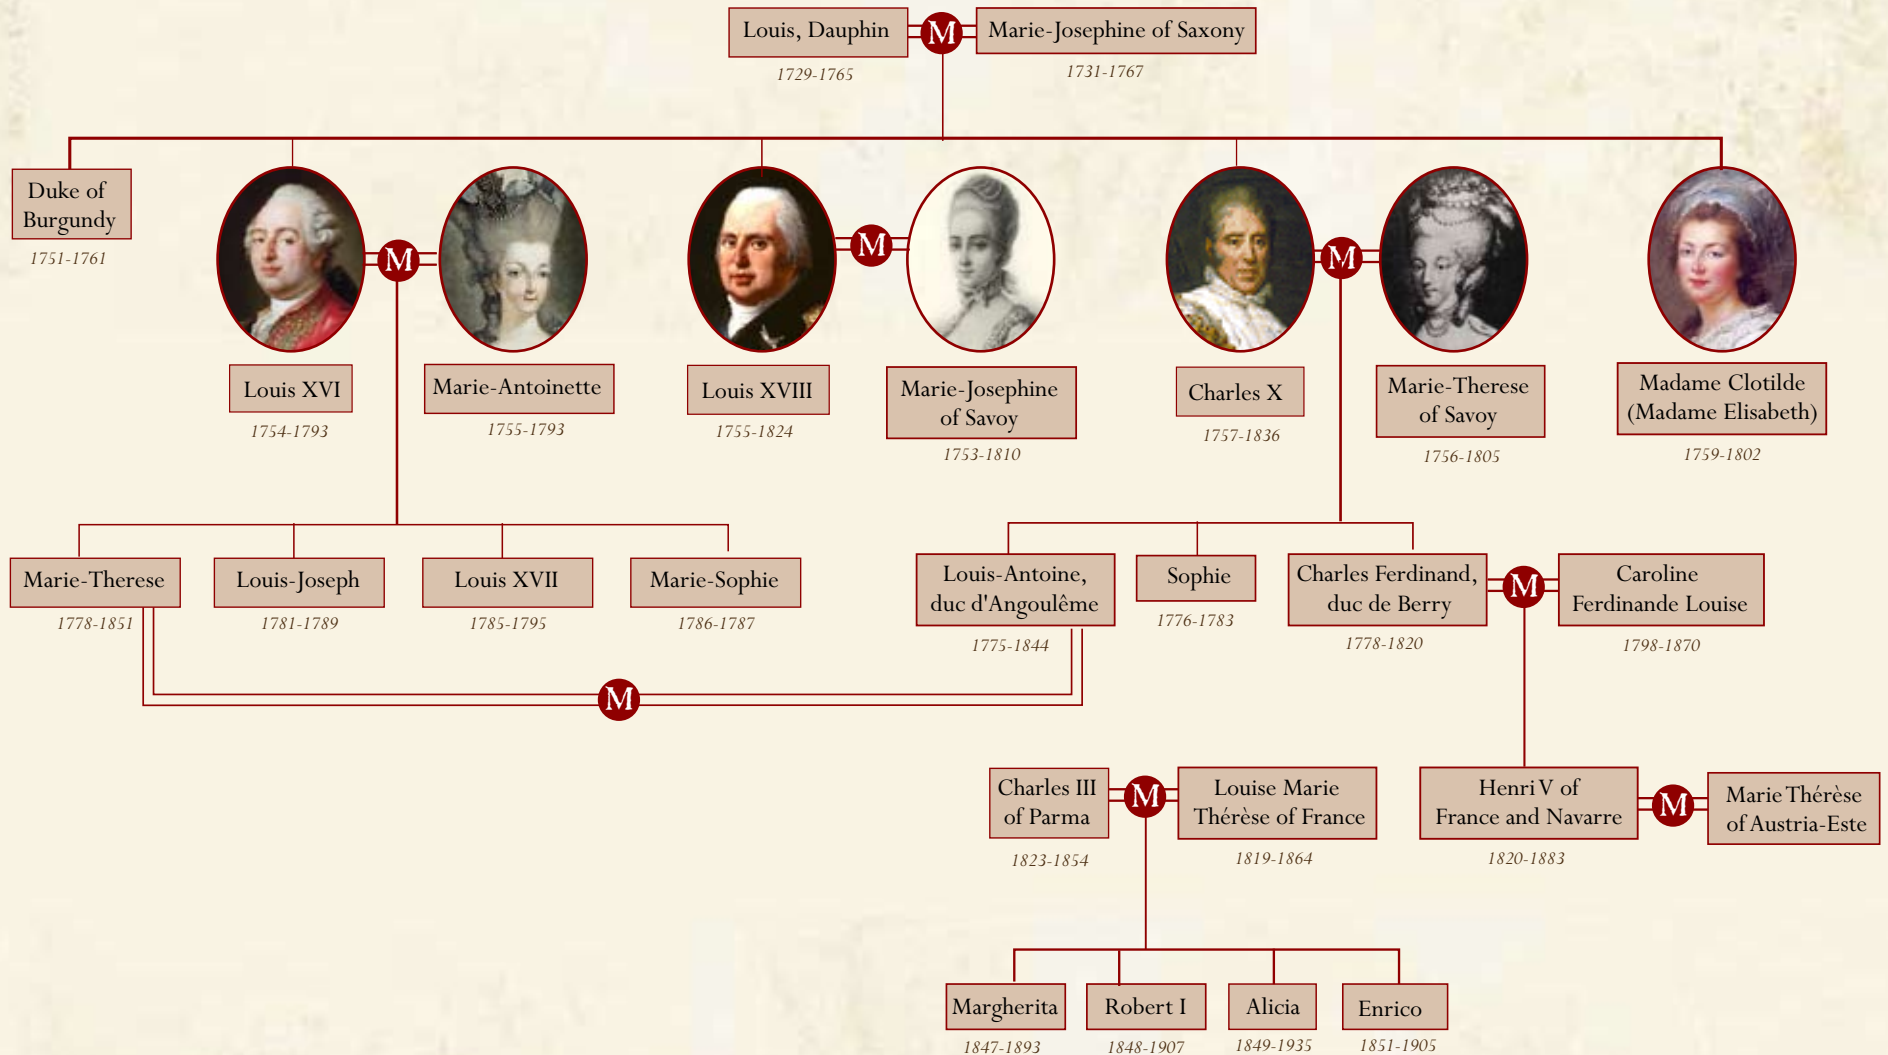 Louis, Dauphin
M
Marie-Josephine of Saxony
1729-1765
1731-1767
Duke of
Burgundy
1751-1761
M
M
M
Louis XVI
1754-1793
Marie-Antoinette
1755-1793
Louis XVIII
1755-1824
Marie-Josephine
of Savoy
1753-1810
Charles X
1757-1836
Marie-Therese
of Savoy
1756-1805
Madame Clotilde
(Madame Elisabeth)
1759-1802
Marie-Therese
1778-1851
Louis-Joseph
1781-1789
Louis XVII
1785-1795
Marie-Sophie
1786-1787
Louis-Antoine,
duc d'Angoulême
1775-1844
Sophie
1776-1783
Charles Ferdinand,
duc de Berry
1778-1820
M
Caroline
Ferdinande Louise
1798-1870
M
Charles III
of Parma
1823-1854
M
Louise Marie
Thérèse of France
1819-1864
Henri V of
France and Navarre
1820-1883
M
Marie Thérèse
of Austria-Este
Margherita
1847-1893
Robert I
1848-1907
Alicia
1849-1935
Enrico
1851-1905